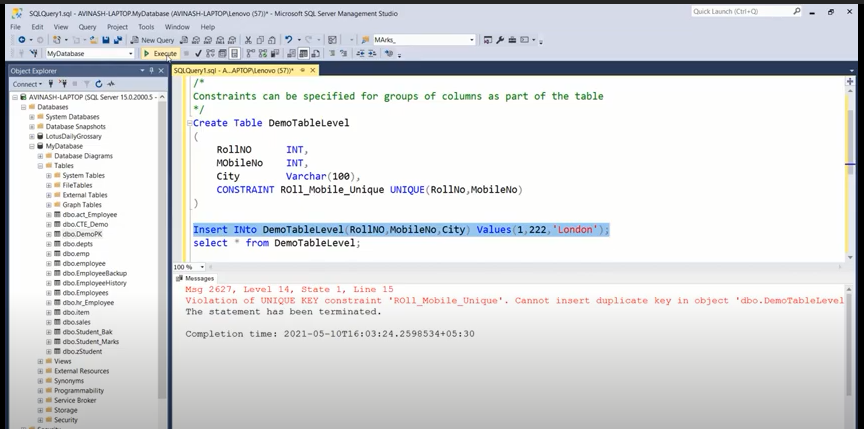 SQLQuery1.sql - AVINASH-LAPTOP.MyDatabase (AVINASH-LAPTOP\Lenovo (57))* - Microsoft SQL Server Management Studio
Quick Launch (Ctrl+Q)
File Edit View Query Project Tools Window Help
New Query
MArks_
MyDatabase
Execute
Object Explorer
Connect
AVINASH-LAPTOP (SQL Server 15.0.2000.5 -
Databases
System Databases
Database Snapshots
LotusDailyGrossary
MyDatabase
Database Diagrams
Tables
System Tables
FileTables
External Tables
Graph Tables
dbo.act_Employee
dbo.CTE_Demo
dbo.DemoPK
dbo.depts
dbo.emp
dbo.employee
dbo.EmployeeBackup
dbo.EmployeeHistory
dbo.Employees
dbo.hr_Employee
dbo.item
dbo.sales
dbo.Student_Bak
dbo.Student_Marks
dbo.zStudent
Views
External Resources
Synonyms
Programmability
Service Broker
Storage
Security
SQLQuery1.sql - A...APTOP\Lenovo (57))*
/*
Constraints can be specified for groups of columns as part of the table
*/
Create Table DemoTableLevel
(
RollNO INT,
MObileNo INT,
City Varchar(100),
CONSTRAINT ROll_Mobile_Unique UNIQUE(RollNo,MobileNo)
)
Insert INto DemoTableLevel(RollNO,MobileNo,City) Values(1,222,'London');
select * from DemoTableLevel;
100 %
Messages
Msg 2627, Level 14, State 1, Line 15
Violation of UNIQUE KEY constraint 'ROll_Mobile_Unique'. Cannot insert duplicate key in object 'dbo.DemoTableLevel
The statement has been terminated.
Completion time: 2021-05-10T16:03:24.2598534+05:30